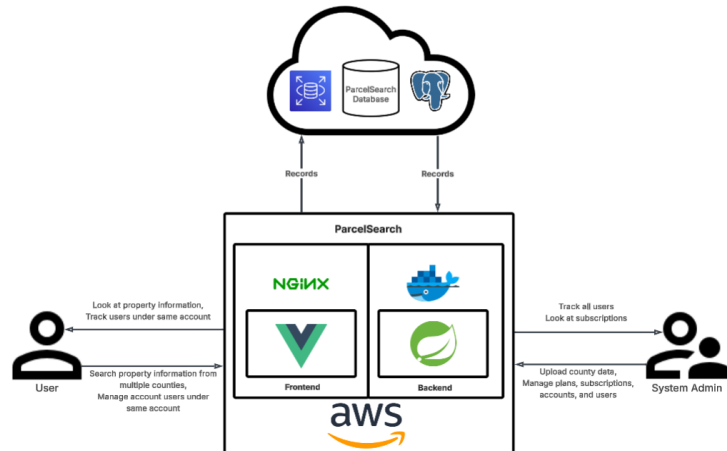 ParcelSearch
Database
Records
Records
ParcelSearch
NGINX
Look at property information,
Track users under same account
Track all users
Look at subscriptions
User
Search property information from
multiple counties,
Manage account users under
same account
Frontend
Backend
Upload county data,
Manage plans, subscriptions,
accounts, and users
System Admin
aws